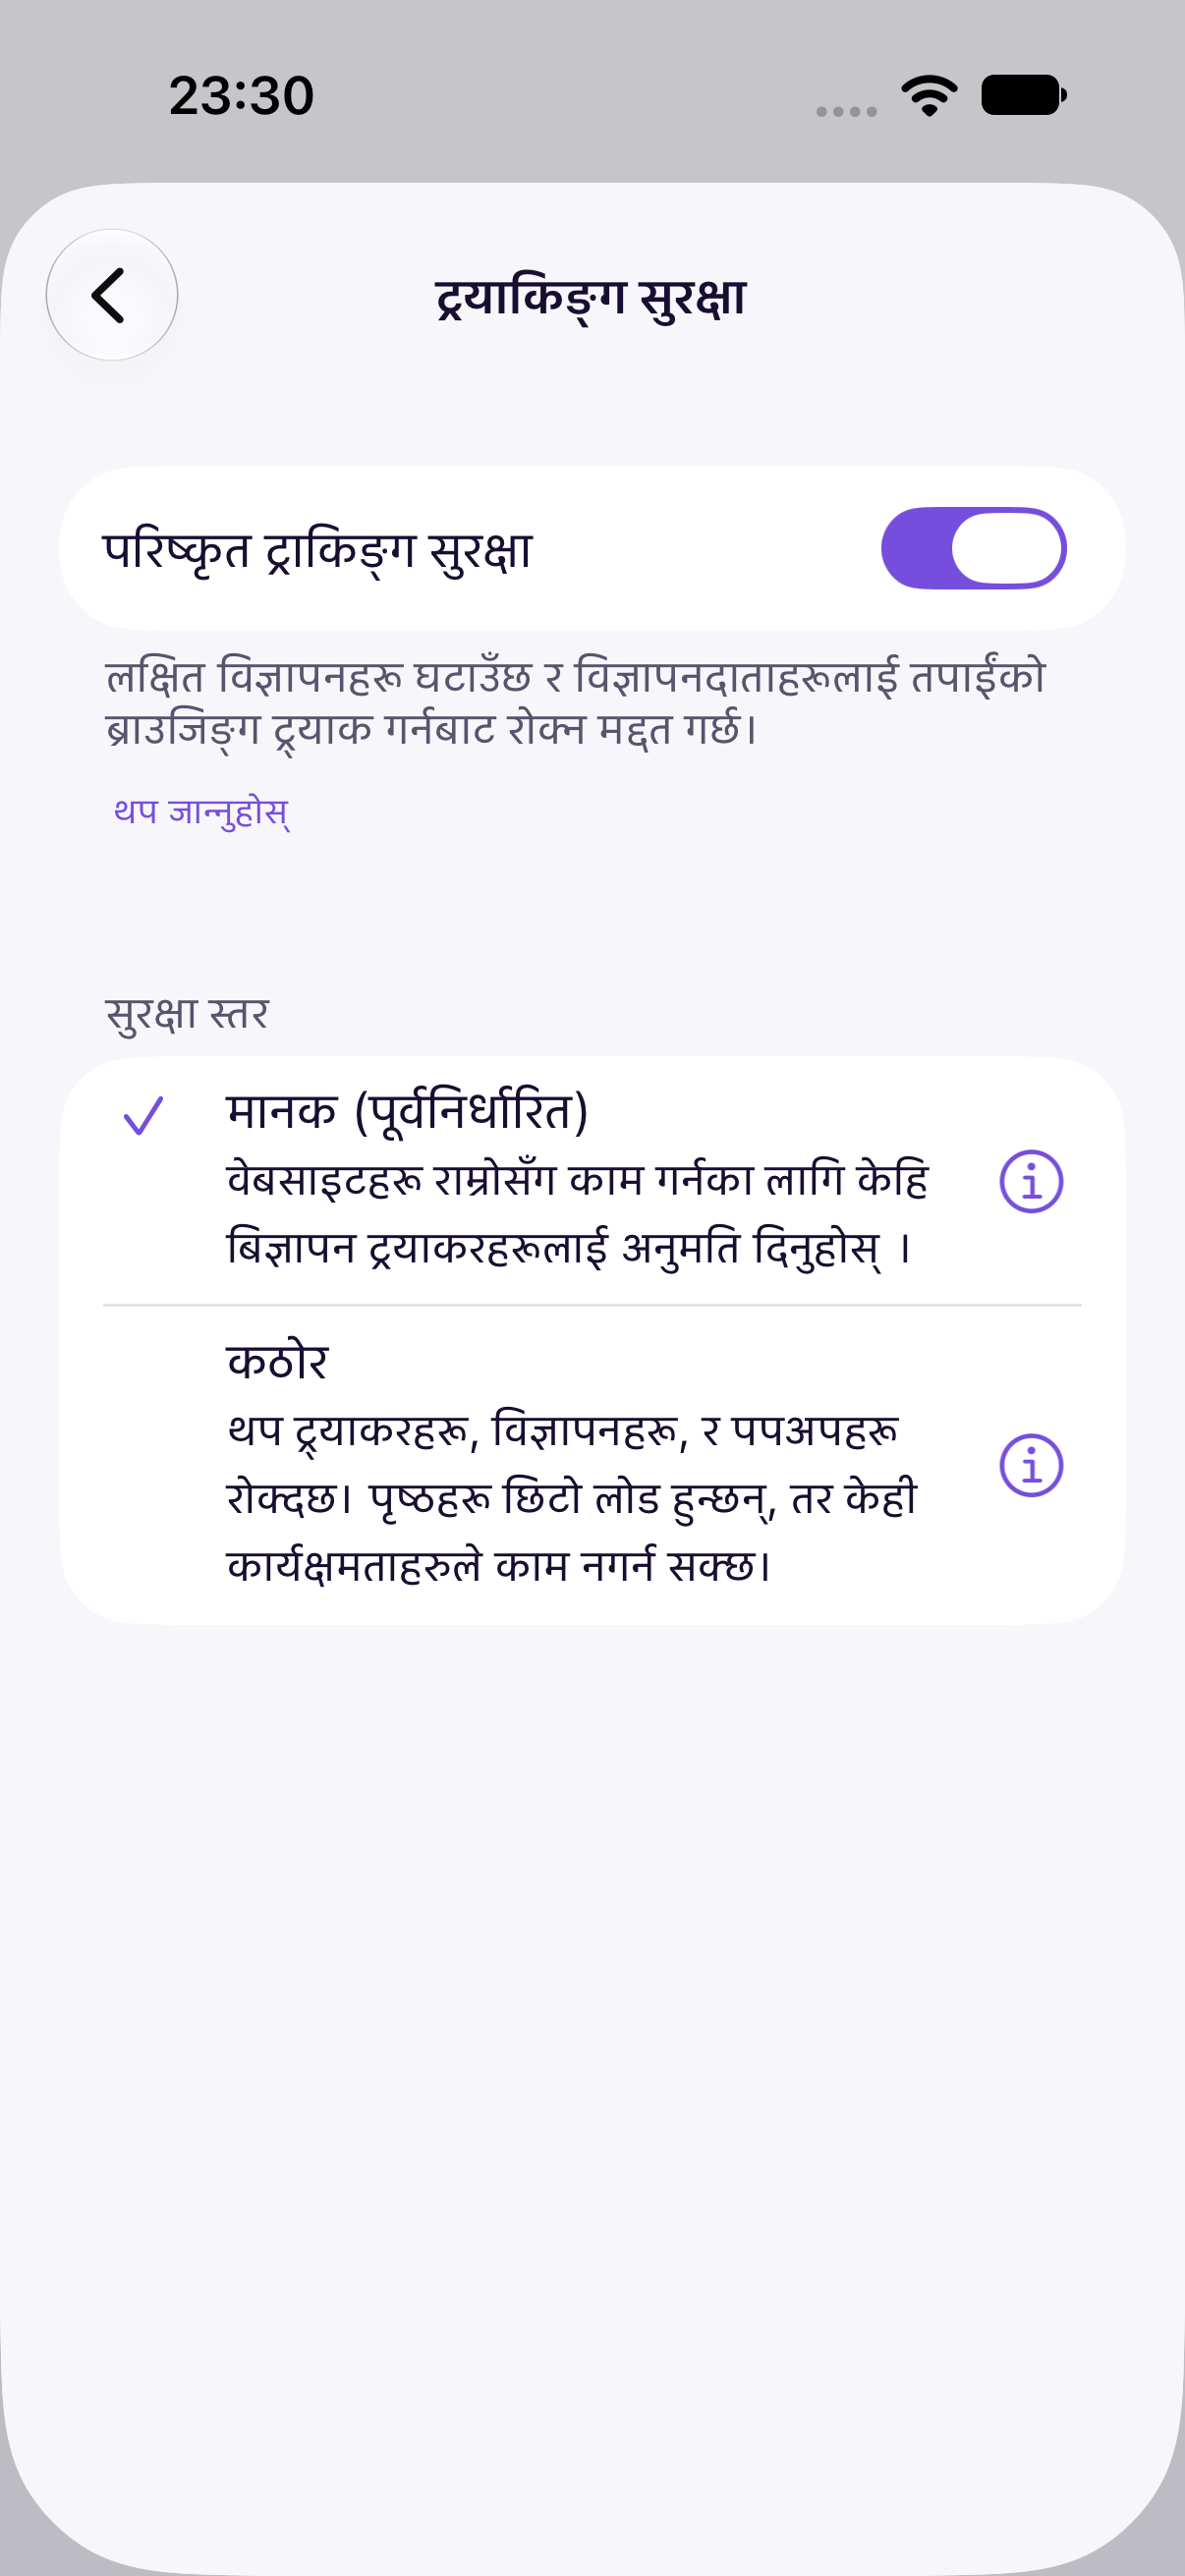 23:30
ट्रयाकिङ्ग सुरक्षा
परिष्कृत ट्राकिङ्ग सुरक्षा
लक्षित विज्ञापनहरू घटाउँछ र विज्ञापनदाताहरूलाई तपाईंको
ब्राउजिङ्ग ट्र्याक गर्नबाट रोक्न मद्दत गर्छ।
थप जान्नुहोस्
सुरक्षा स्तर
मानक (पूर्वनिर्धारित)
वेबसाइटहरू राम्रोसँग काम गर्नका लागि केहि
बिज्ञापन ट्रयाकरहरूलाई अनुमति दिनुहोस् ।
कठोर
थप ट्र्याकरहरू, विज्ञापनहरू, र पपअपहरू
रोक्दछ। पृष्ठहरू छिटो लोड हुन्छन्, तर केही
कार्यक्षमताहरुले काम नगर्न सक्छ।